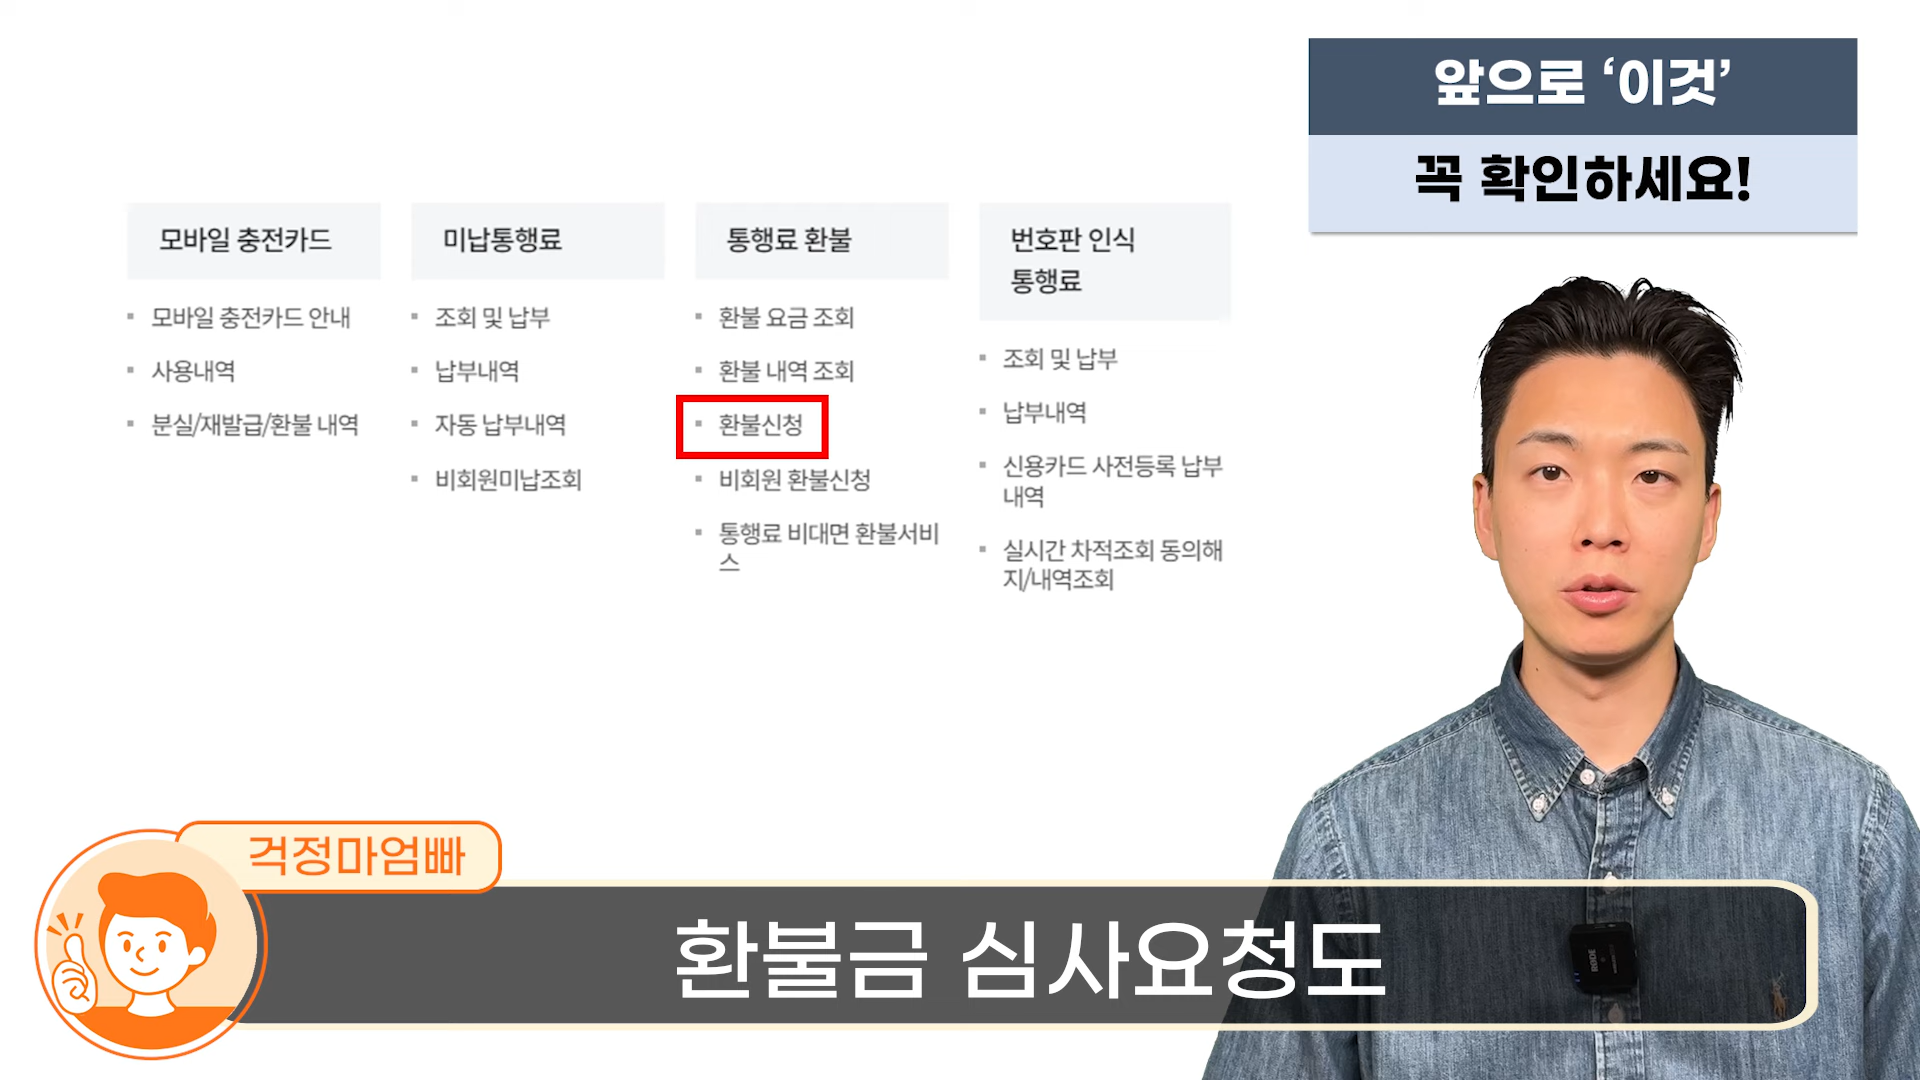 앞으로 ‘이것’
꼭 확인하세요!
모바일 충전카드
모바일 충전카드 안내
사용내역
분실/재발급/환불 내역
미납통행료
조회 및 납부
납부내역
자동 납부내역
비회원미납조회
통행료 환불
환불 요금 조회
환불 내역 조회
환불신청
비회원 환불신청
통행료 비대면 환불서비
스
번호판 인식
통행료
조회 및 납부
납부내역
신용카드 사전등록 납부
내역
실시간 차적조회 동의해
지/내역조회
걱정마엄빠
환불금 심사요청도
RØDE